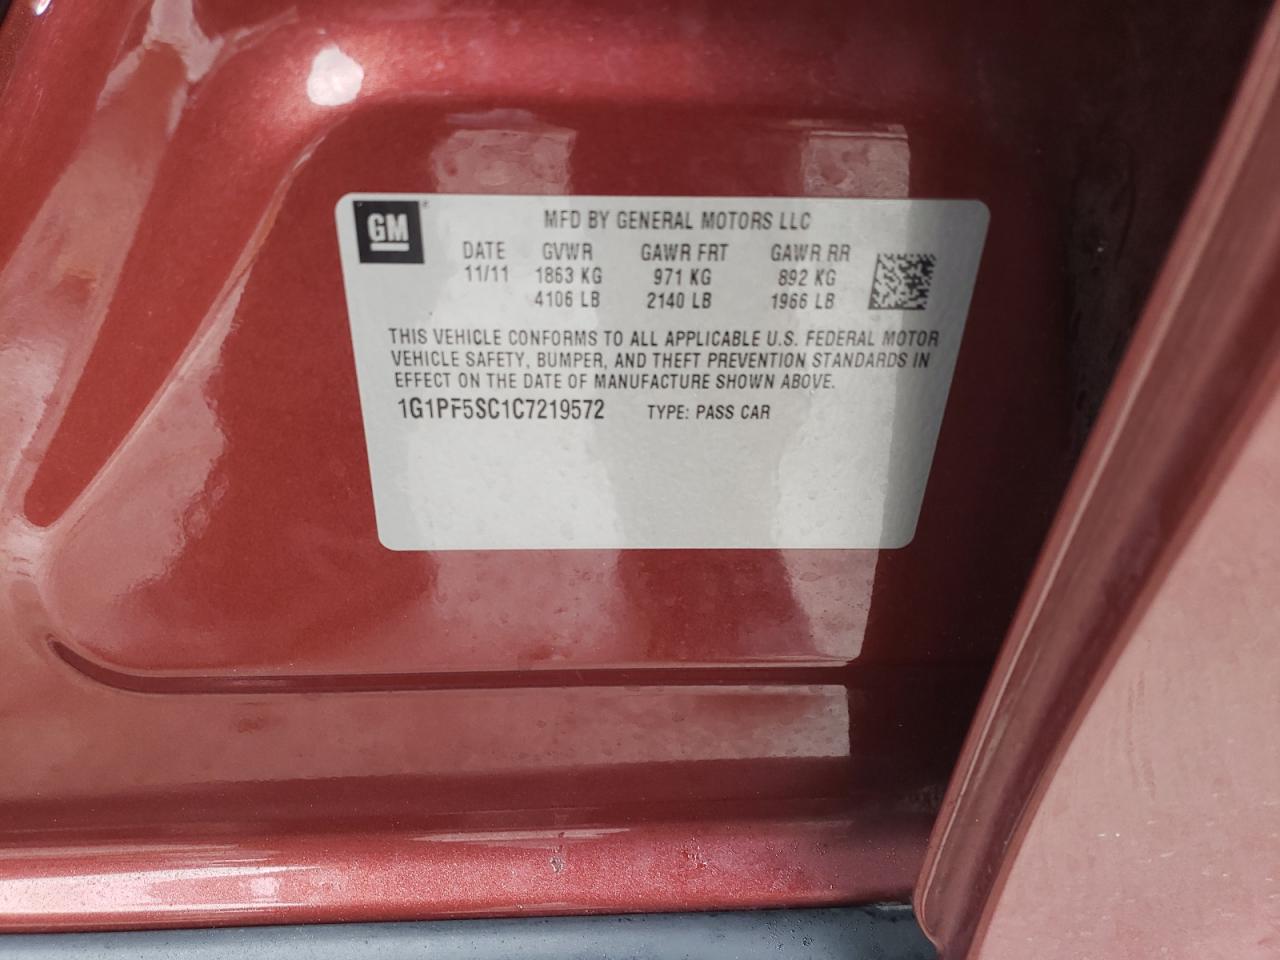 GM®
MFD BY GENERAL MOTORS LLC
DATE GVWR GAWR FRT GAWR RR
11/11 1863 KG 971 KG 892 KG
4106 LB 2140 LB 1966 LB
THIS VEHICLE CONFORMS TO ALL APPLICABLE U.S. FEDERAL MOTOR
VEHICLE SAFETY, BUMPER, AND THEFT PREVENTION STANDARDS IN
EFFECT ON THE DATE OF MANUFACTURE SHOWN ABOVE.
1G1PF5SC1C7219572 TYPE: PASS CAR